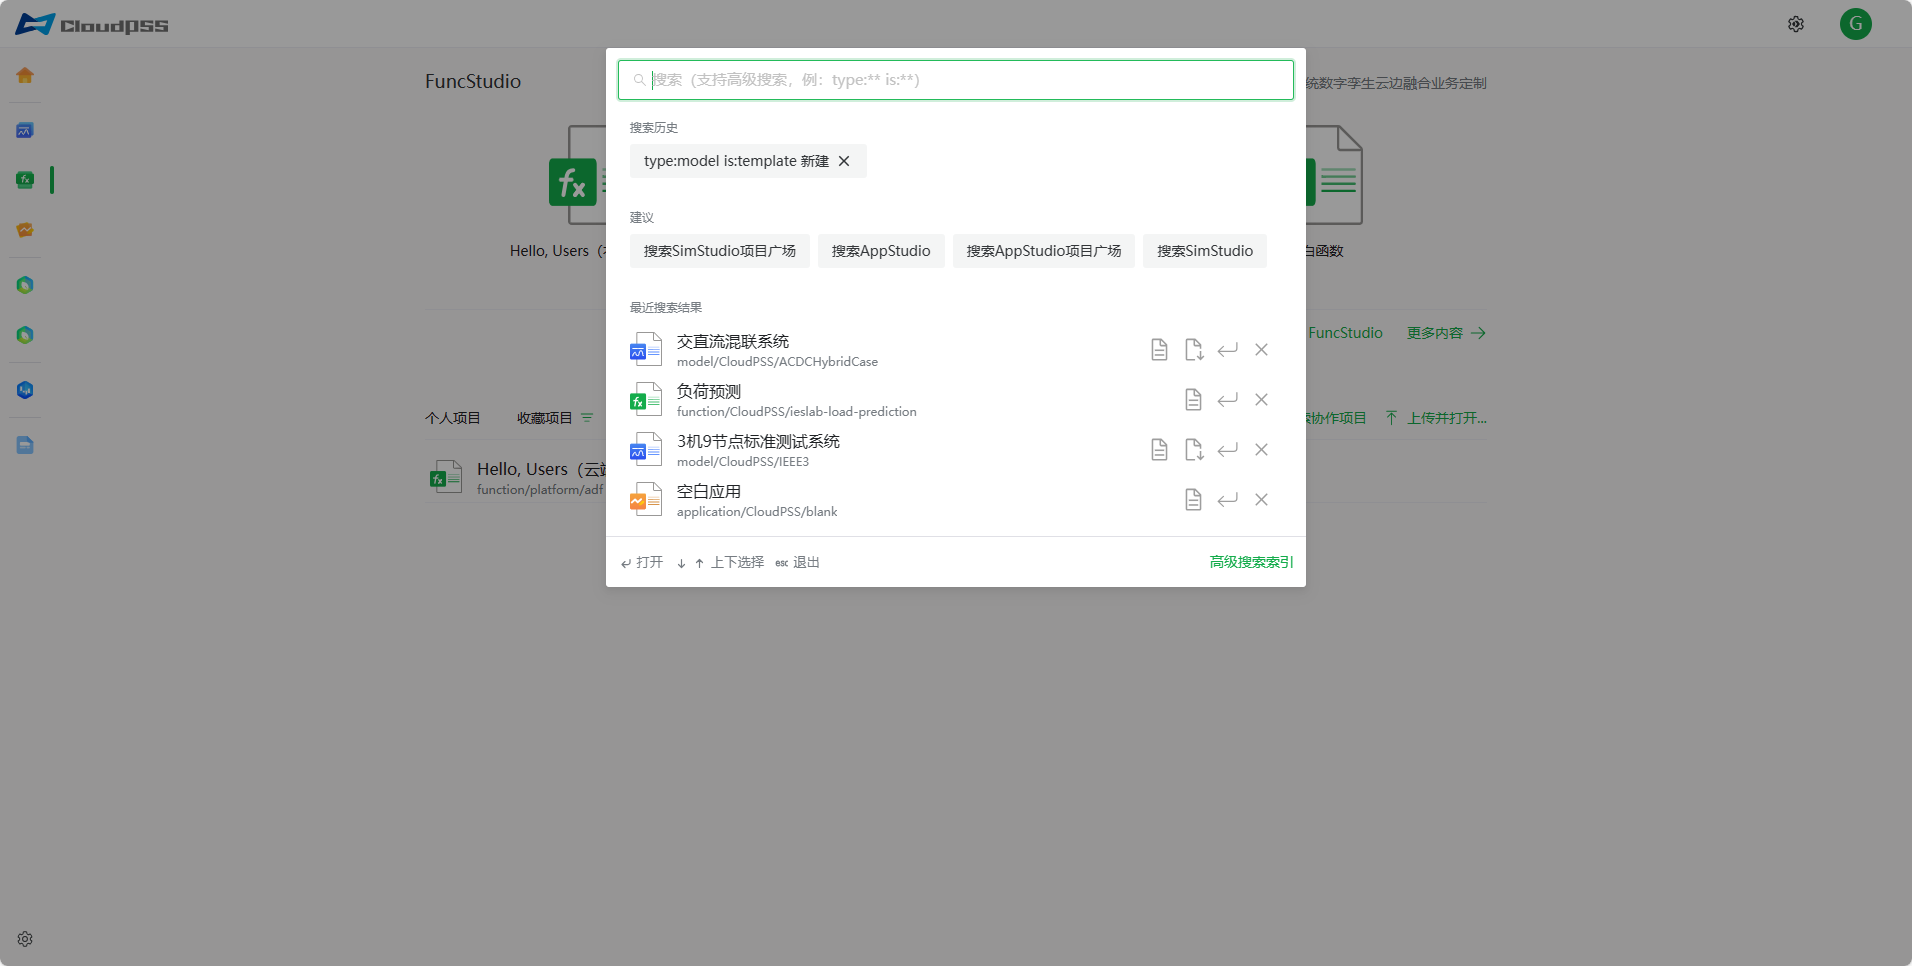 CloudPSS
G
FuncStudio
统数字孪生云边融合业务定制
搜索（支持高级搜索，例：type:** is:**）
搜索历史
type:model is:template 新建
建议
搜索SimStudio项目广场
搜索AppStudio
搜索AppStudio项目广场
搜索SimStudio
Hello, Users
白函数
最近搜索结果
FuncStudio
更多内容
交直流混联系统
model/CloudPSS/ACDCHybridCase
负荷预测
function/CloudPSS/ieslab-load-prediction
个人项目
收藏项目
协作项目
上传并打开...
3机9节点标准测试系统
model/CloudPSS/IEEE3
Hello, Users（云端
function/platform/adf
空白应用
application/CloudPSS/blank
打开
上下选择
esc 退出
高级搜索索引